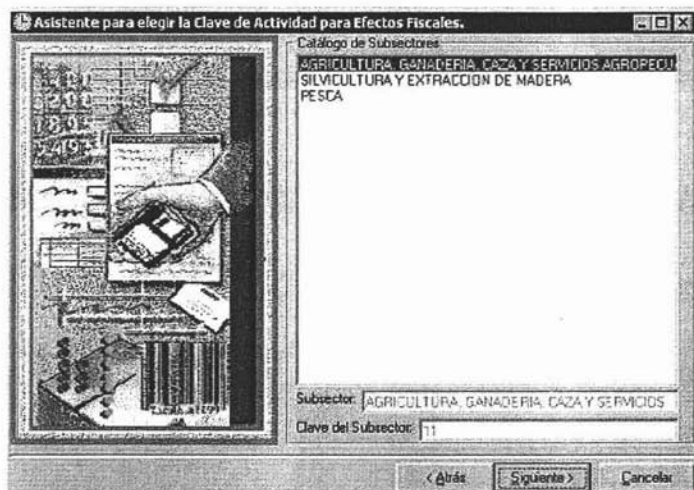 Asistente para elegir la Clave de Actividad para Efectos Fiscales.
Catálogo de Subsectores
AGRICULTURA, GANADERIA, CAZA Y SERVICIOS AGROPECU
SILVICULTURA Y EXTRACCION DE MADERA
PESCA
Subsector: AGRICULTURA, GANADERIA, CAZA Y SERVICIOS
Clave del Subsector: 11
< Atrás
Siguiente >
Cancelar